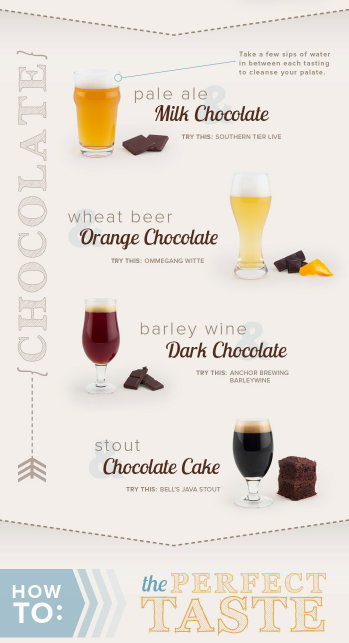 Take a few sips of water
in between each tasting
to cleanse your palate.
{CHOCOLATE}
pale ale &
Milk Chocolate
TRY THIS: SOUTHERN TIER LIVE
wheat beer
&
Orange Chocolate
TRY THIS: OMMEGANG WITTE
barley wine &
Dark Chocolate
TRY THIS: ANCHOR BREWING
BARLEYWINE
stout
&
Chocolate Cake
TRY THIS: BELL'S JAVA STOUT
HOW
TO:
the PERFECT
TASTE